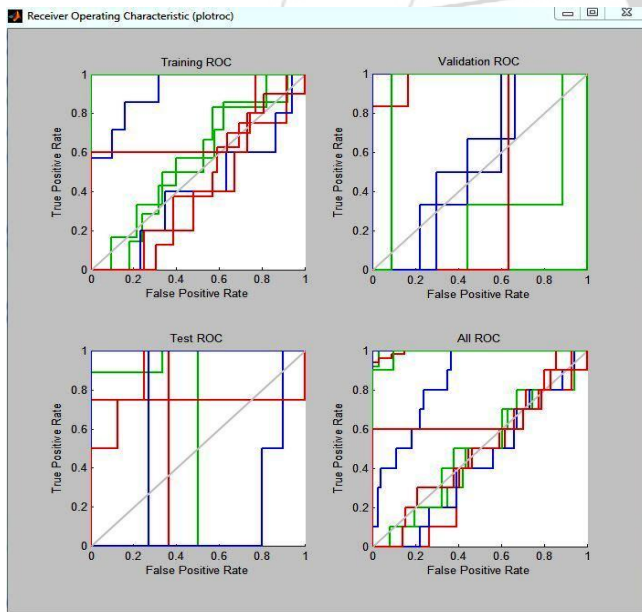 Receiver Operating Characteristic (plotroc)
Training ROC
True Positive Rate
1
0.8
0.6
0.4
0.2
0
0.2 0.4 0.6 0.8 1
False Positive Rate
Validation ROC
True Positive Rate
1
0.8
0.6
0.4
0.2
0
0.2 0.4 0.6 0.8 1
False Positive Rate
Test ROC
True Positive Rate
1
0.8
0.6
0.4
0.2
0
0.2 0.4 0.6 0.8 1
False Positive Rate
All ROC
True Positive Rate
1
0.8
0.6
0.4
0.2
0
0.2 0.4 0.6 0.8 1
False Positive Rate